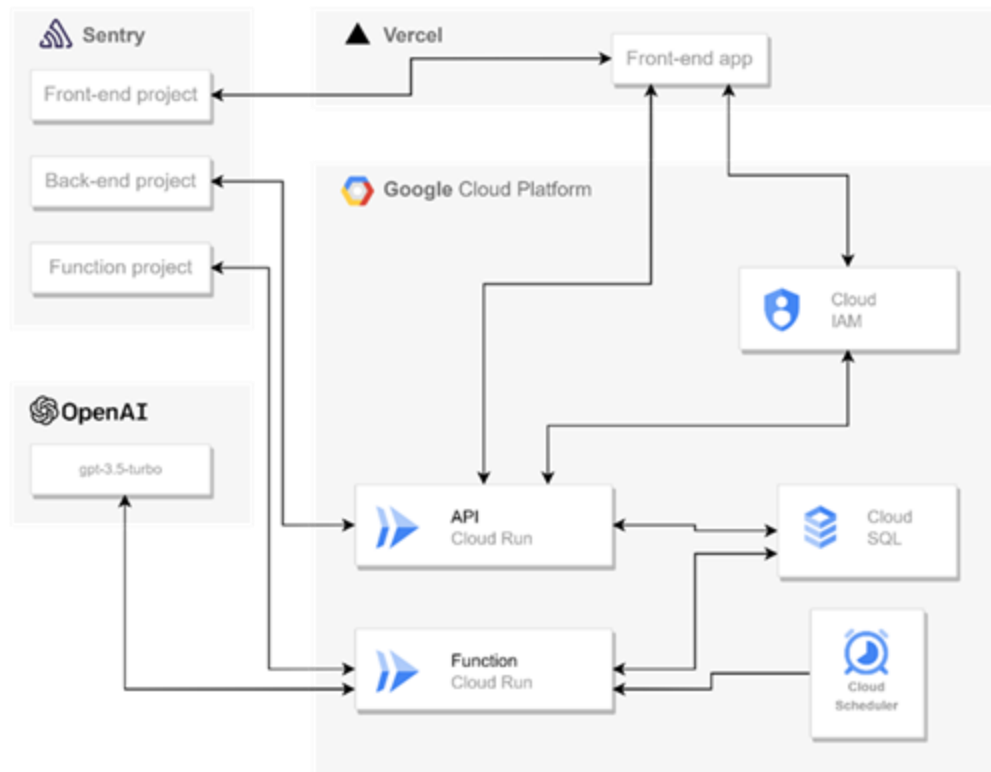 Sentry
Front-end project
Back-end project
Function project
Vercel
Front-end app
Google Cloud Platform
Cloud
IAM
OpenAI
gpt-3.5-turbo
API
Cloud Run
Cloud
SQL
Function
Cloud Run
Cloud
Scheduler